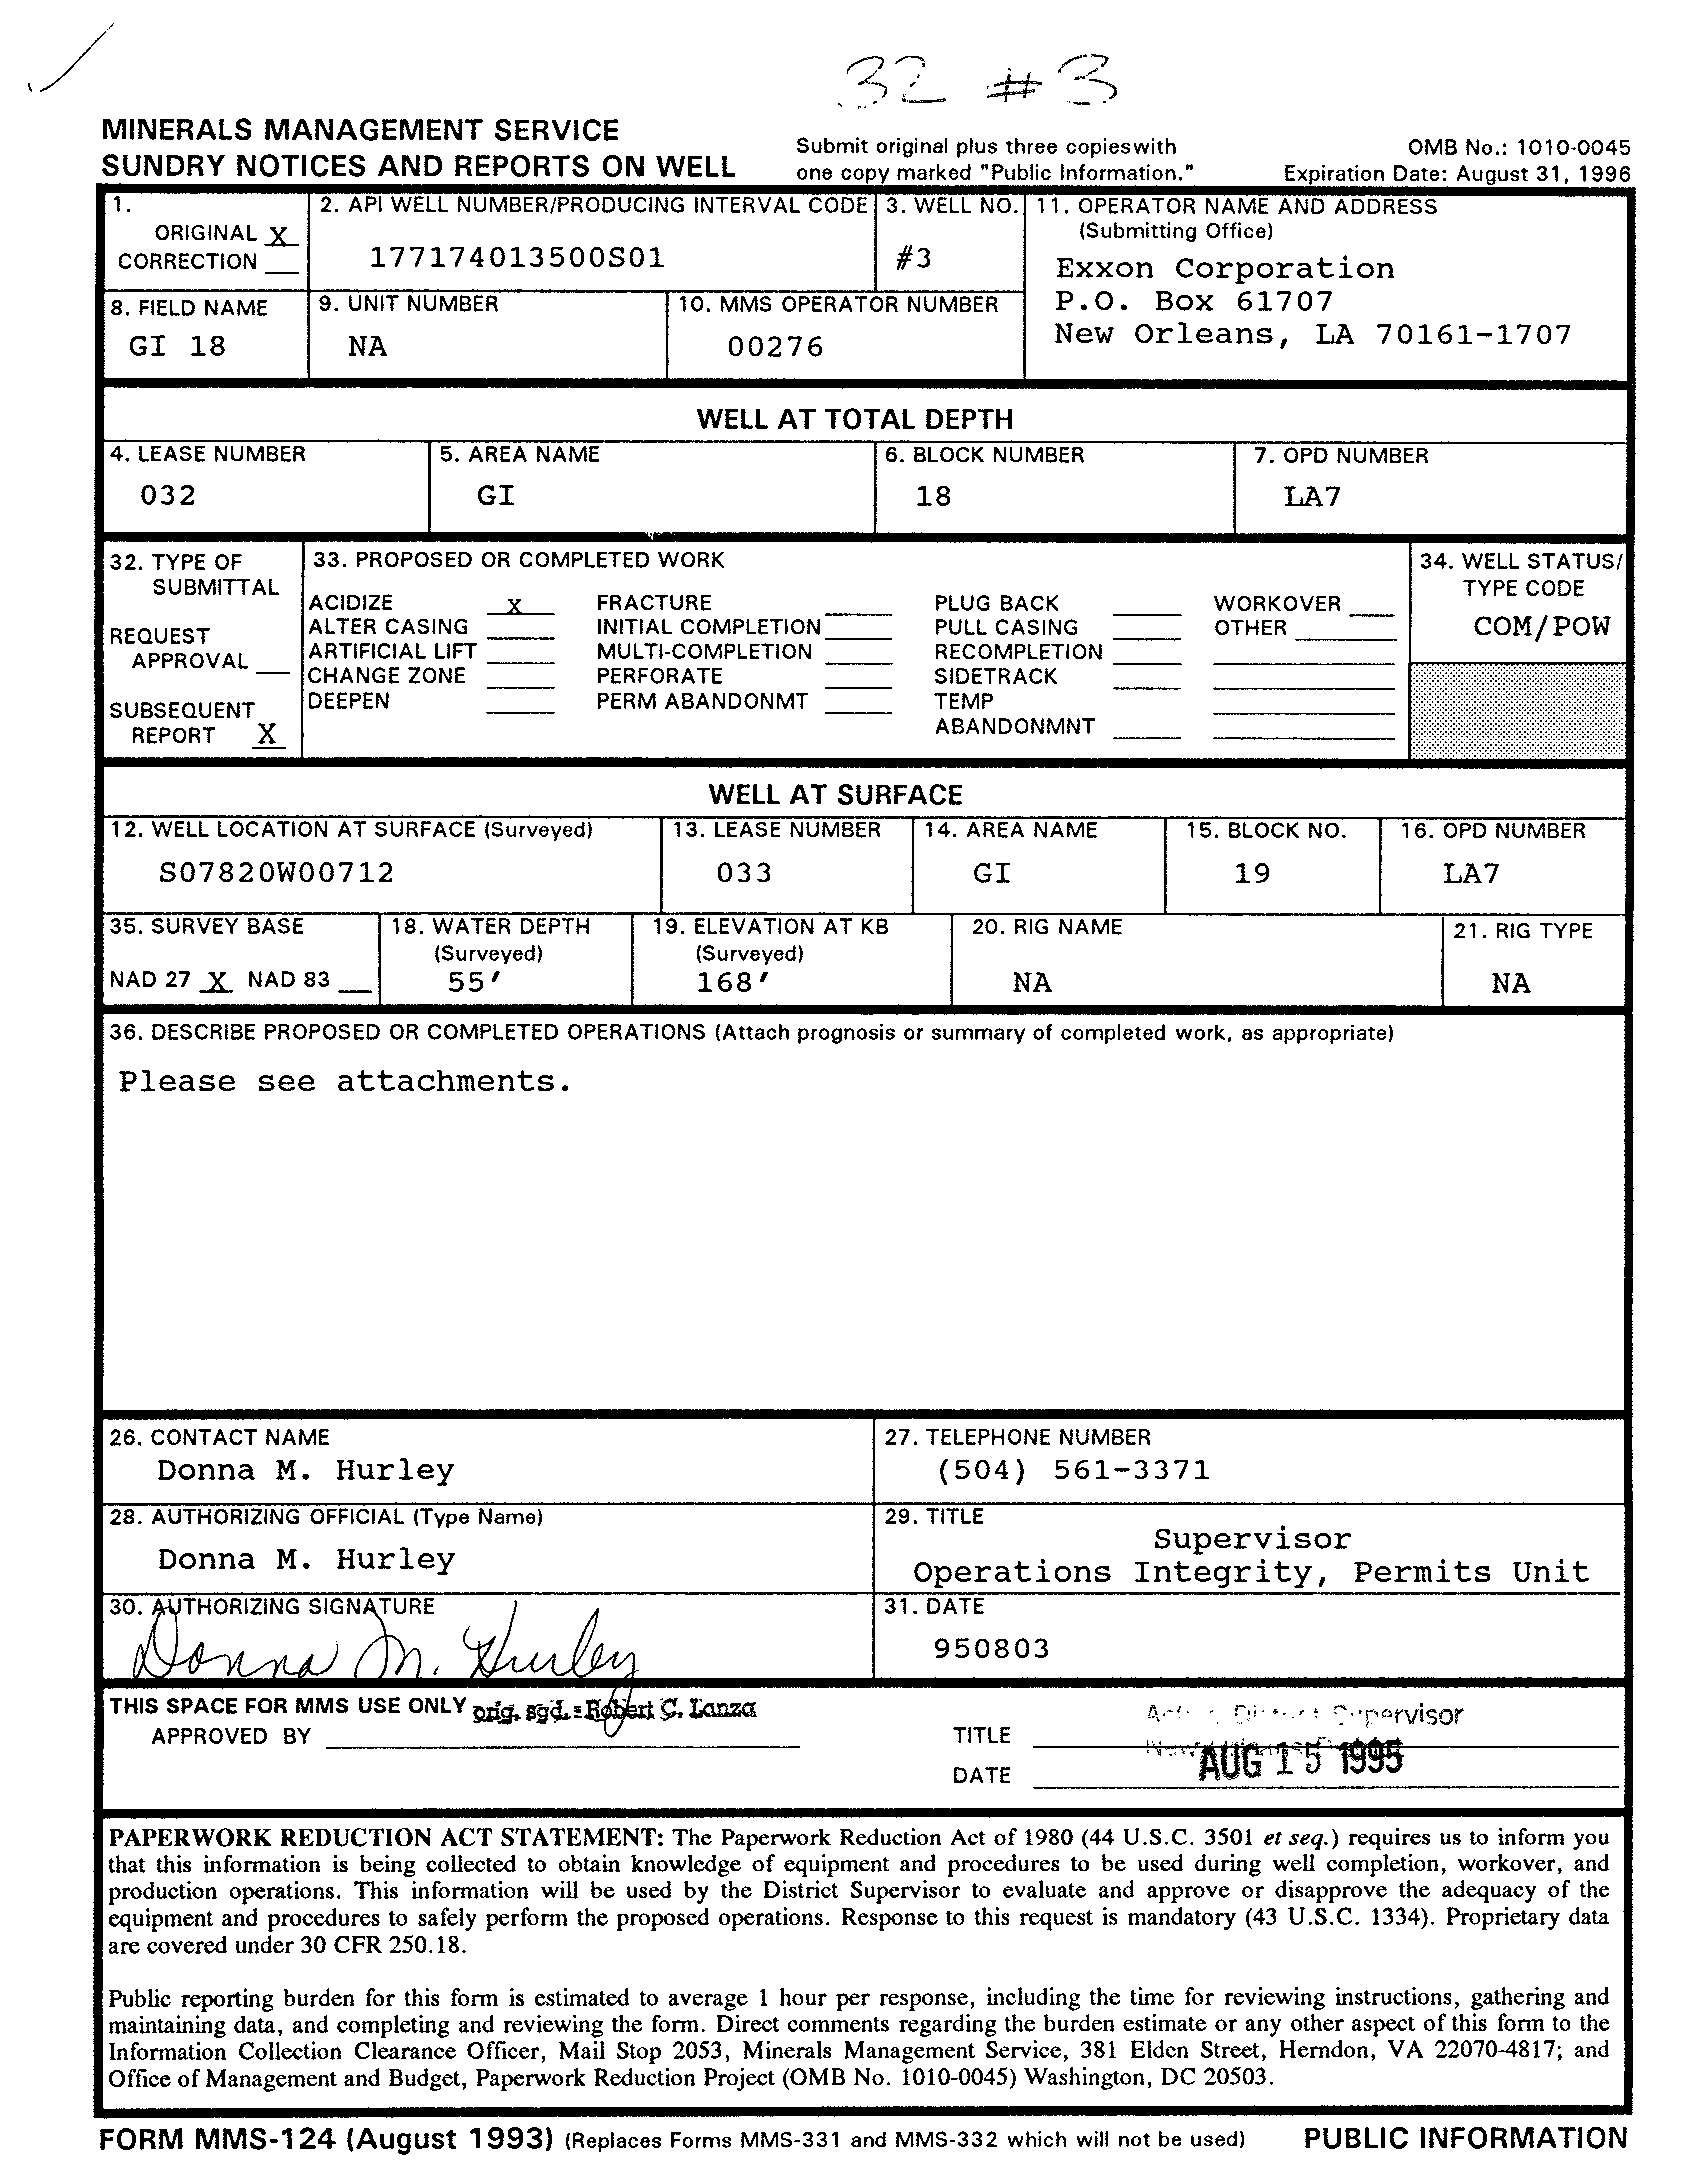 32 #3
MINERALS MANAGEMENT SERVICE
SUNDRY NOTICES AND REPORTS ON WELL
Submit original plus three copieswith
one copy marked "Public Information."
OMB No.: 1010-0045
Expiration Date: August 31, 1996
1.
ORIGINAL X
CORRECTION
2. API WELL NUMBER/PRODUCING INTERVAL CODE
177174013500S01
3. WELL NO.
#3
11. OPERATOR NAME AND ADDRESS
(Submitting Office)
Exxon Corporation
P.O. Box 61707
New Orleans, LA 70161-1707
8. FIELD NAME
GI 18
9. UNIT NUMBER
NA
10. MMS OPERATOR NUMBER
00276
WELL AT TOTAL DEPTH
4. LEASE NUMBER
032
5. AREA NAME
GI
6. BLOCK NUMBER
18
7. OPD NUMBER
LA7
32. TYPE OF
SUBMITTAL
REQUEST
APPROVAL
SUBSEQUENT
REPORT X
33. PROPOSED OR COMPLETED WORK
ACIDIZE X
ALTER CASING
ARTIFICIAL LIFT
CHANGE ZONE
DEEPEN
FRACTURE
INITIAL COMPLETION
MULTI-COMPLETION
PERFORATE
PERM ABANDONMT
PLUG BACK
PULL CASING
RECOMPLETION
SIDETRACK
TEMP
ABANDONMNT
WORKOVER
OTHER
34. WELL STATUS/
TYPE CODE
COM/POW
WELL AT SURFACE
12. WELL LOCATION AT SURFACE (Surveyed)
S07820W00712
13. LEASE NUMBER
033
14. AREA NAME
GI
15. BLOCK NO.
19
16. OPD NUMBER
LA7
35. SURVEY BASE
NAD 27 X NAD 83
18. WATER DEPTH
(Surveyed)
55'
19. ELEVATION AT KB
(Surveyed)
168'
20. RIG NAME
NA
21. RIG TYPE
NA
36. DESCRIBE PROPOSED OR COMPLETED OPERATIONS (Attach prognosis or summary of completed work, as appropriate)
Please see attachments.
26. CONTACT NAME
Donna M. Hurley
27. TELEPHONE NUMBER
(504) 561-3371
28. AUTHORIZING OFFICIAL (Type Name)
Donna M. Hurley
29. TITLE
Supervisor
Operations Integrity, Permits Unit
30. AUTHORIZING SIGNATURE
Donna M. Hurley
31. DATE
950803
THIS SPACE FOR MMS USE ONLY orig. sgd.: Robert C. Lanza
APPROVED BY
TITLE
Supervisor
DATE
AUG 15 1995
PAPERWORK REDUCTION ACT STATEMENT: The Paperwork Reduction Act of 1980 (44 U.S.C. 3501 et seq.) requires us to inform you
that this information is being collected to obtain knowledge of equipment and procedures to be used during well completion, workover, and
production operations. This information will be used by the District Supervisor to evaluate and approve or disapprove the adequacy of the
equipment and procedures to safely perform the proposed operations. Response to this request is mandatory (43 U.S.C. 1334). Proprietary data
are covered under 30 CFR 250.18.
Public reporting burden for this form is estimated to average 1 hour per response, including the time for reviewing instructions, gathering and
maintaining data, and completing and reviewing the form. Direct comments regarding the burden estimate or any other aspect of this form to the
Information Collection Clearance Officer, Mail Stop 2053, Minerals Management Service, 381 Elden Street, Herndon, VA 22070-4817; and
Office of Management and Budget, Paperwork Reduction Project (OMB No. 1010-0045) Washington, DC 20503.
FORM MMS-124 (August 1993) (Replaces Forms MMS-331 and MMS-332 which will not be used)
PUBLIC INFORMATION